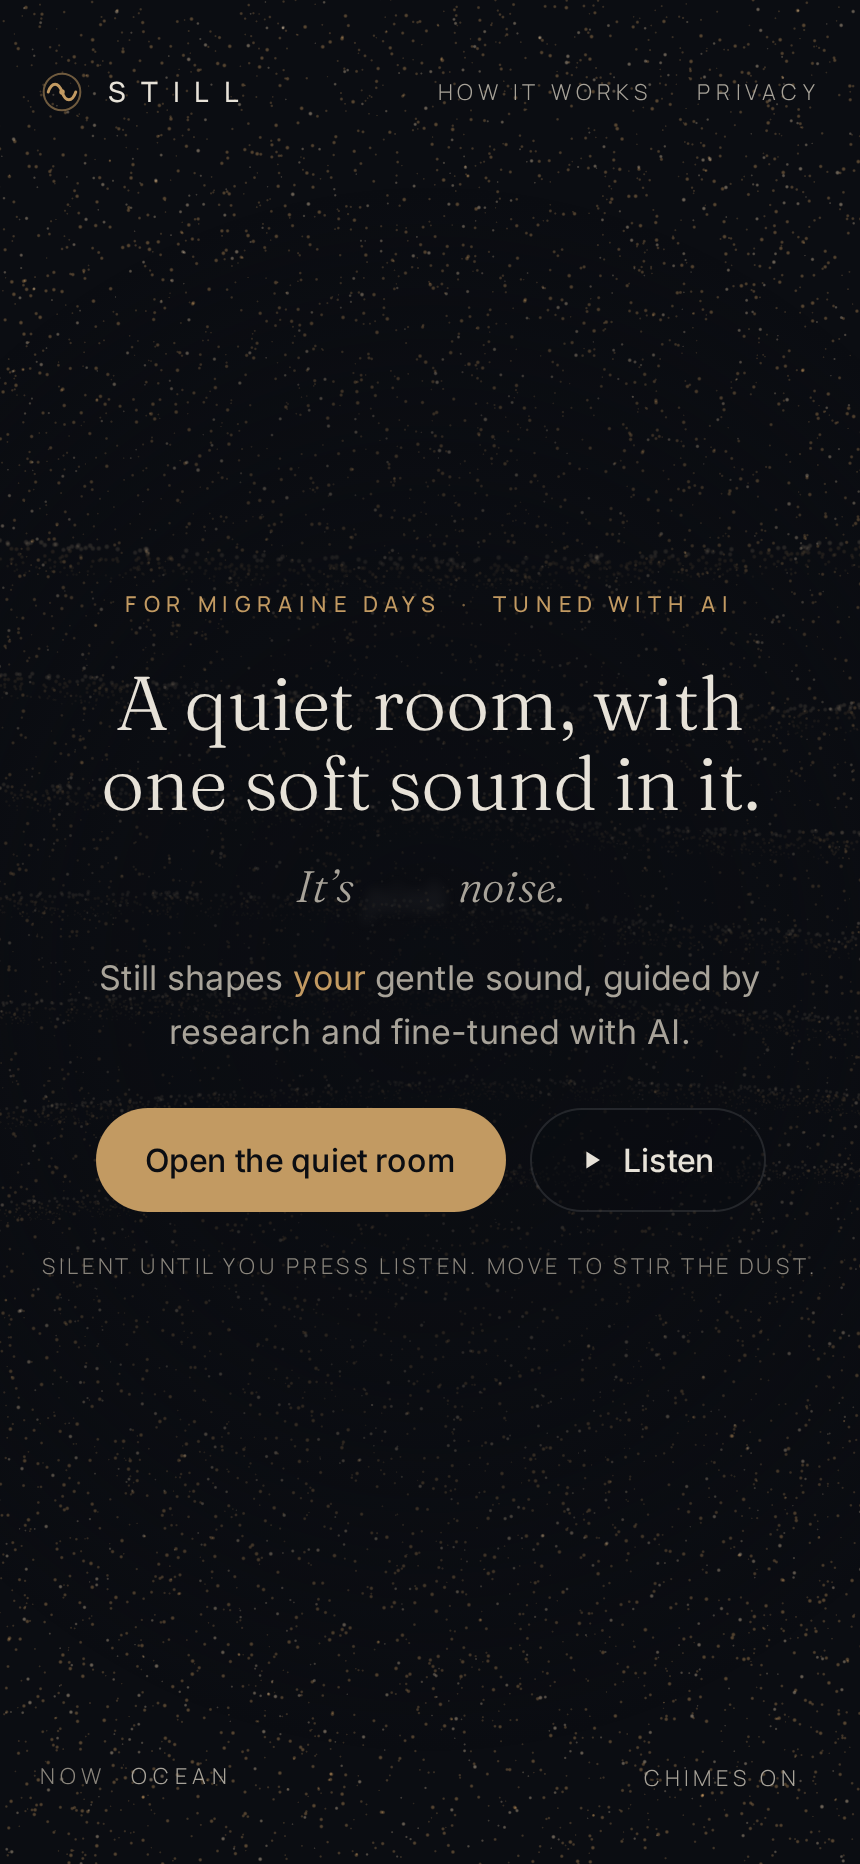 STILL
HOW IT WORKS PRIVACY
FOR MIGRAINE DAYS · TUNED WITH AI
A quiet room, with
one soft sound in it.
It’s noise.
Still shapes your gentle sound, guided by
research and fine-tuned with AI.
Open the quiet room
Listen
SILENT UNTIL YOU PRESS LISTEN. MOVE TO STIR THE DUST.
NOW OCEAN
CHIMES ON